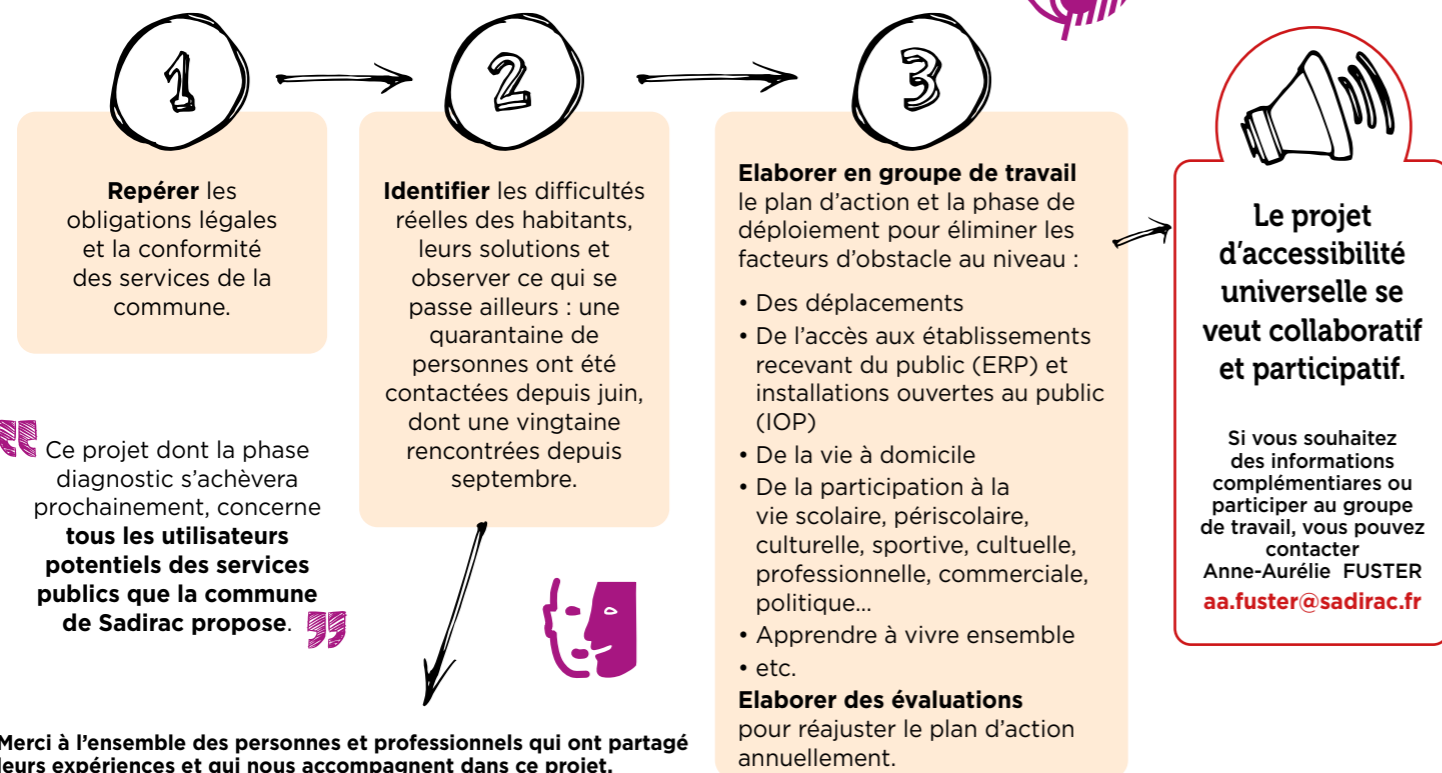 1
Repérer les
obligations légales
et la conformité
des services de la
commune.
Ce projet dont la phase
diagnostic s’achèvera
prochainement, concerne
tous les utilisateurs
potentiels des services
publics que la commune
de Sadirac propose.
2
Identifier les difficultés
réelles des habitants,
leurs solutions et
observer ce qui se
passe ailleurs : une
quarantaine de
personnes ont été
contactées depuis juin,
dont une vingtaine
rencontrées depuis
septembre.
Merci à l’ensemble des personnes et professionnels qui ont partagé
leurs expériences et qui nous accompagnent dans ce projet.
3
Elaborer en groupe de travail
le plan d’action et la phase de
déploiement pour éliminer les
facteurs d’obstacle au niveau :
• Des déplacements
• De l’accès aux établissements
recevant du public (ERP) et
installations ouvertes au public
(IOP)
• De la vie à domicile
• De la participation à la
vie scolaire, périscolaire,
culturelle, sportive, cultuelle,
professionnelle, commerciale,
politique...
• Apprendre à vivre ensemble
• etc.
Elaborer des évaluations
pour réajuster le plan d’action
annuellement.
Le projet
d’accessibilité
universelle se
veut collaboratif
et participatif.
Si vous souhaitez
des informations
complémentiares ou
participer au groupe
de travail, vous pouvez
contacter
Anne-Aurélie FUSTER
aa.fuster@sadirac.fr